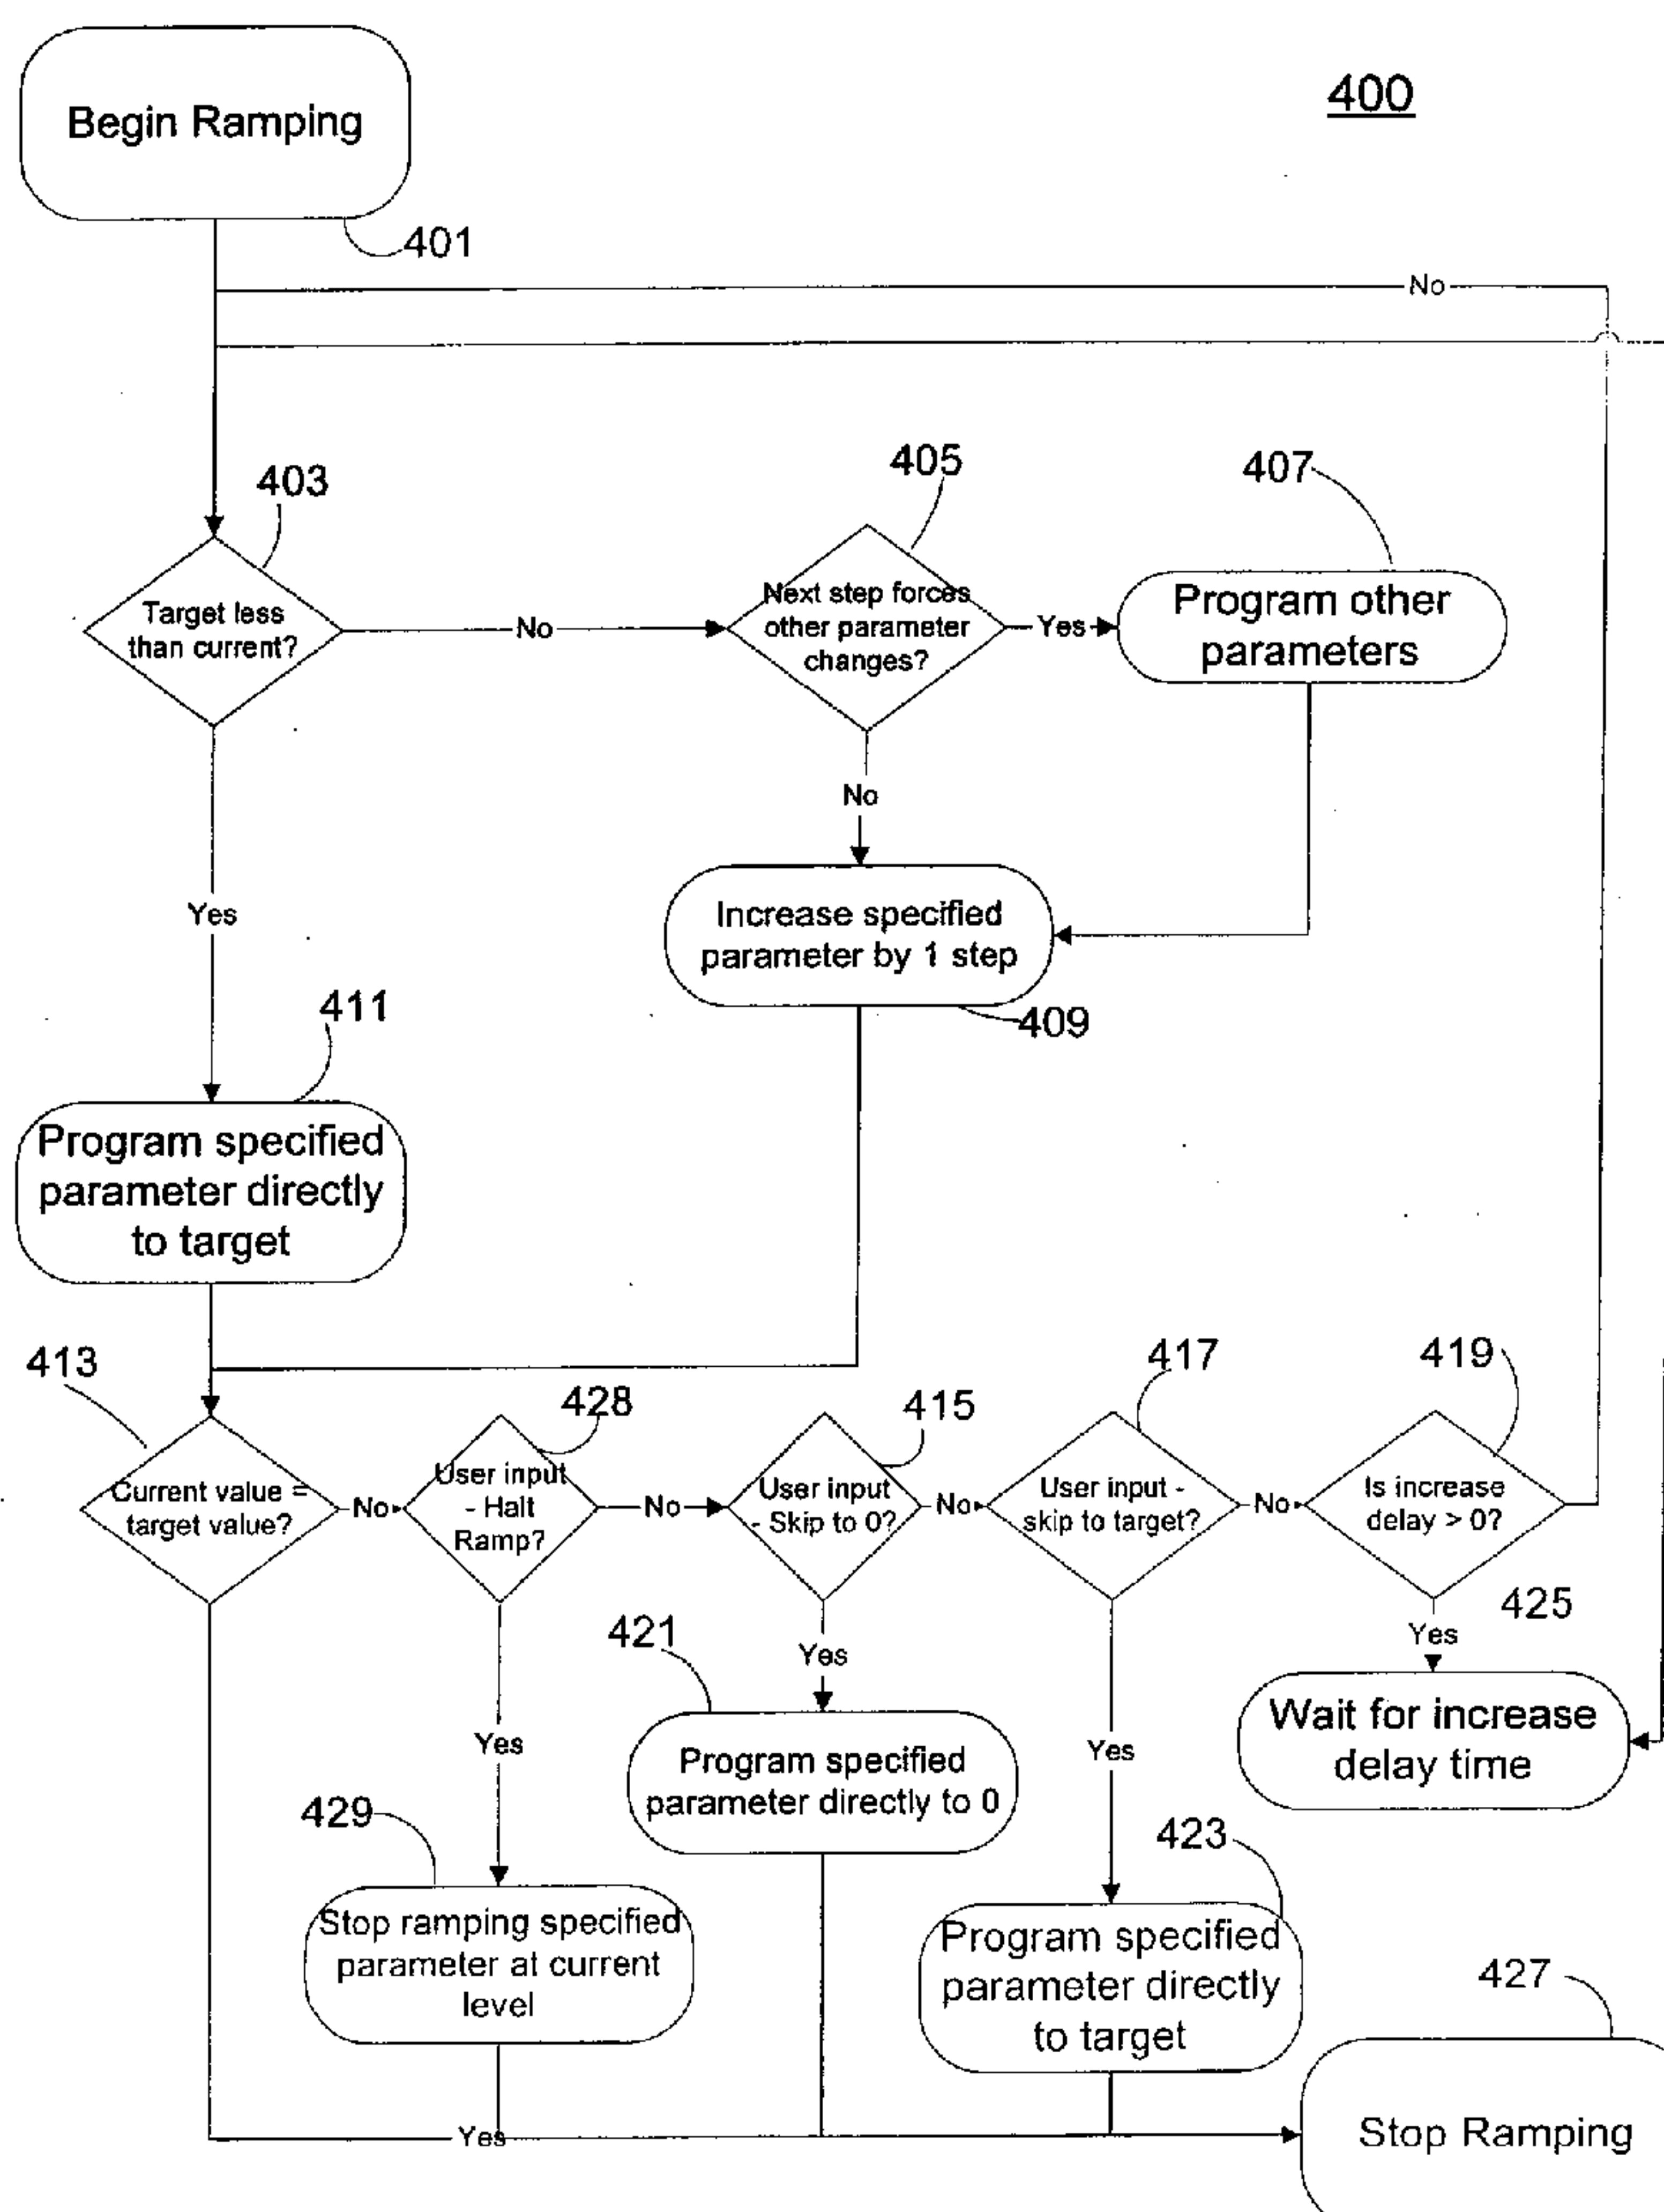 Begin Ramping
400
401
No
403
405
407
Target less
than current?
No
Next step forces
other parameter
changes?
Yes
Program other
parameters
No
Yes
Increase specified
parameter by 1 step
409
411
Program specified
parameter directly
to target
413
428
415
417
419
Current value =
target value?
No
User input
- Halt
Ramp?
No
User input
- Skip to 0?
No
User input -
skip to target?
No
Is increase
delay > 0?
425
Yes
421
Yes
Wait for increase
delay time
Yes
Yes
Program specified
parameter directly to 0
429
423
Stop ramping specified
parameter at current
level
Program specified
parameter directly
to target
427
Yes
Stop Ramping